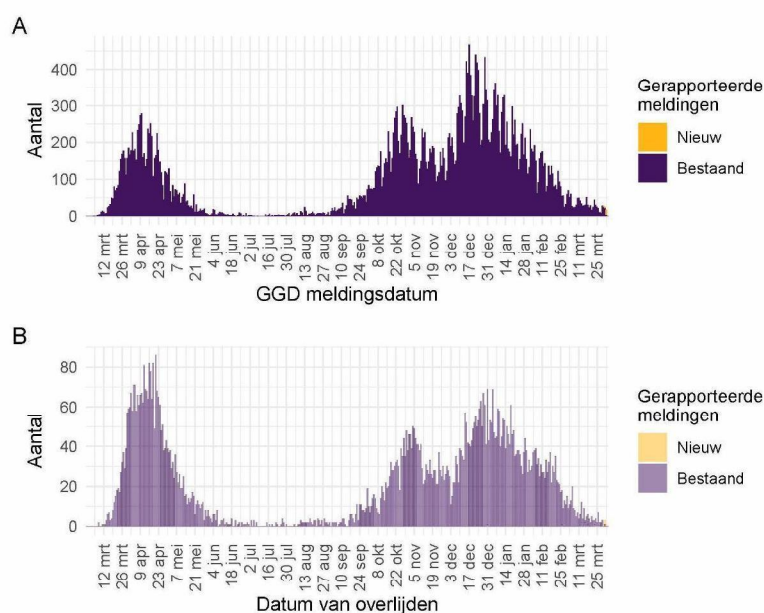 A
Aantal
400
300
200
100
0
12 mrt
26 mrt
9 apr
23 apr
7 mei
21 mei
4 jun
18 jun
2 jul
16 jul
30 jul
13 aug
27 aug
10 sep
24 sep
8 okt
22 okt
5 nov
19 nov
3 dec
17 dec
31 dec
14 jan
28 jan
11 feb
25 feb
11 mrt
25 mrt
GGD meldingsdatum
Gerapporteerde
meldingen
Nieuw
Bestaand
B
Aantal
80
60
40
20
0
12 mrt
26 mrt
9 apr
23 apr
7 mei
21 mei
4 jun
18 jun
2 jul
16 jul
30 jul
13 aug
27 aug
10 sep
24 sep
8 okt
22 okt
5 nov
19 nov
3 dec
17 dec
31 dec
14 jan
28 jan
11 feb
25 feb
11 mrt
25 mrt
Datum van overlijden
Gerapporteerde
meldingen
Nieuw
Bestaand